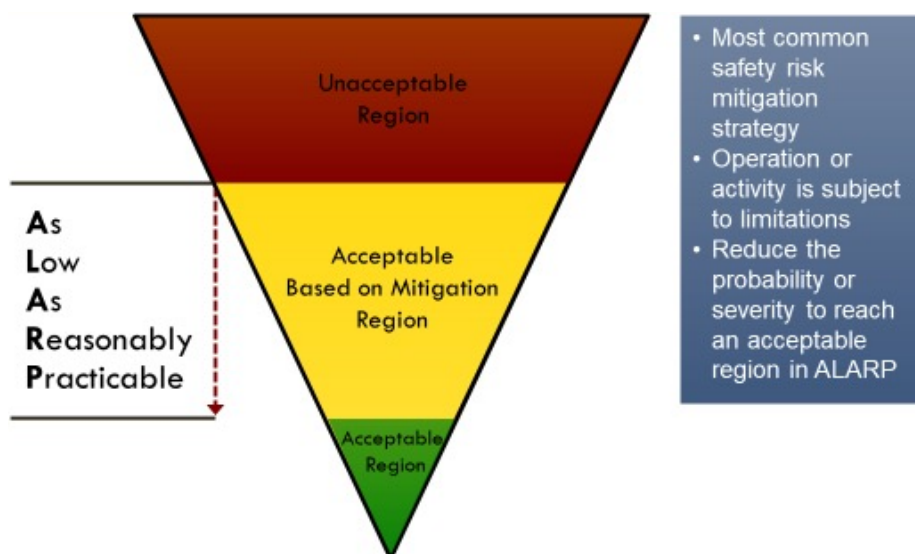 Unacceptable
Region
As
Low
As
Reasonably
Practicable
Acceptable
Based on Mitigation
Region
Acceptable
Region
• Most common
safety risk
mitigation
strategy
• Operation or
activity is subject
to limitations
• Reduce the
probability or
severity to reach
an acceptable
region in ALARP